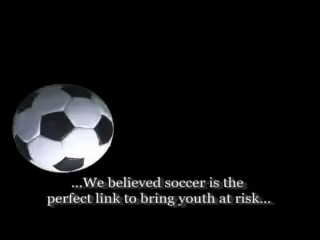 ...We believed soccer is the
perfect link to bring youth at risk...